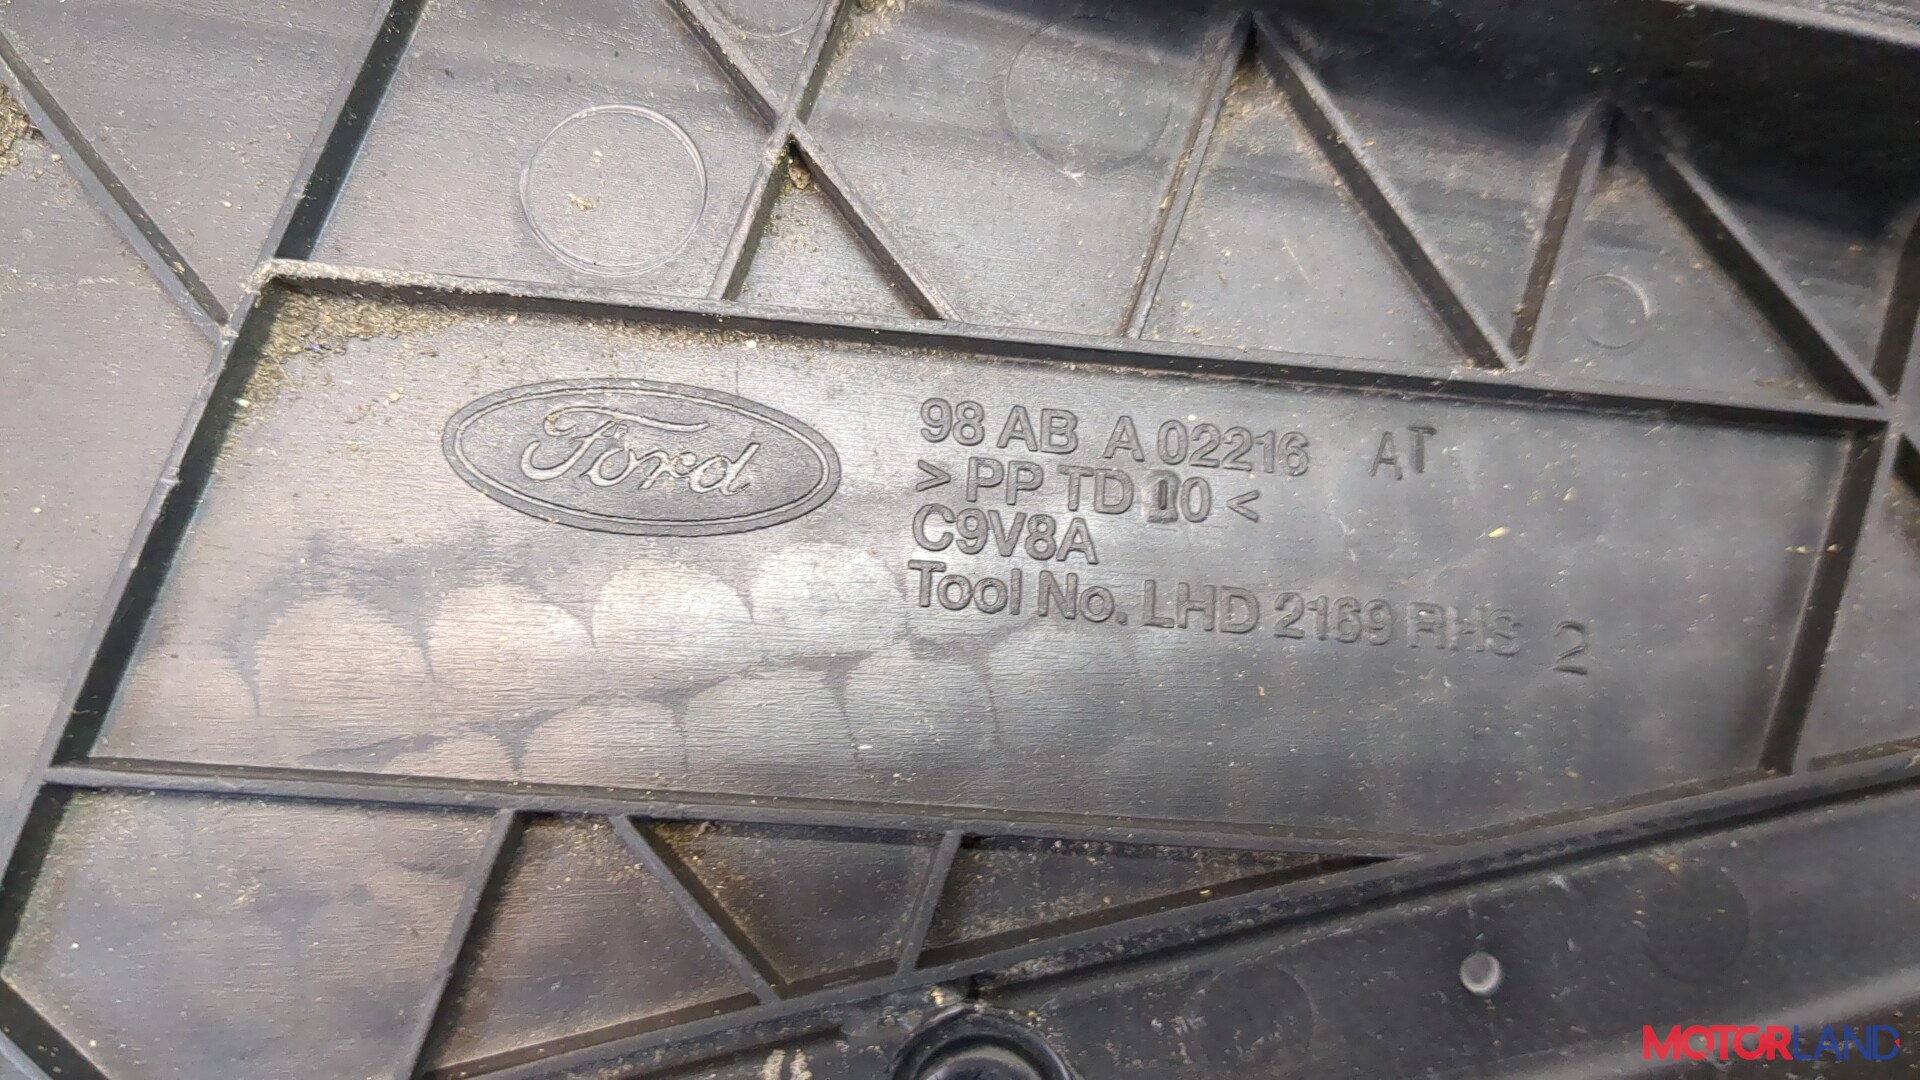 Ford
98 AB A 02216 AT
> PP TD 10 <
C9V8A
Tool No. LHD 2169 RHS 2
MOTORLAND